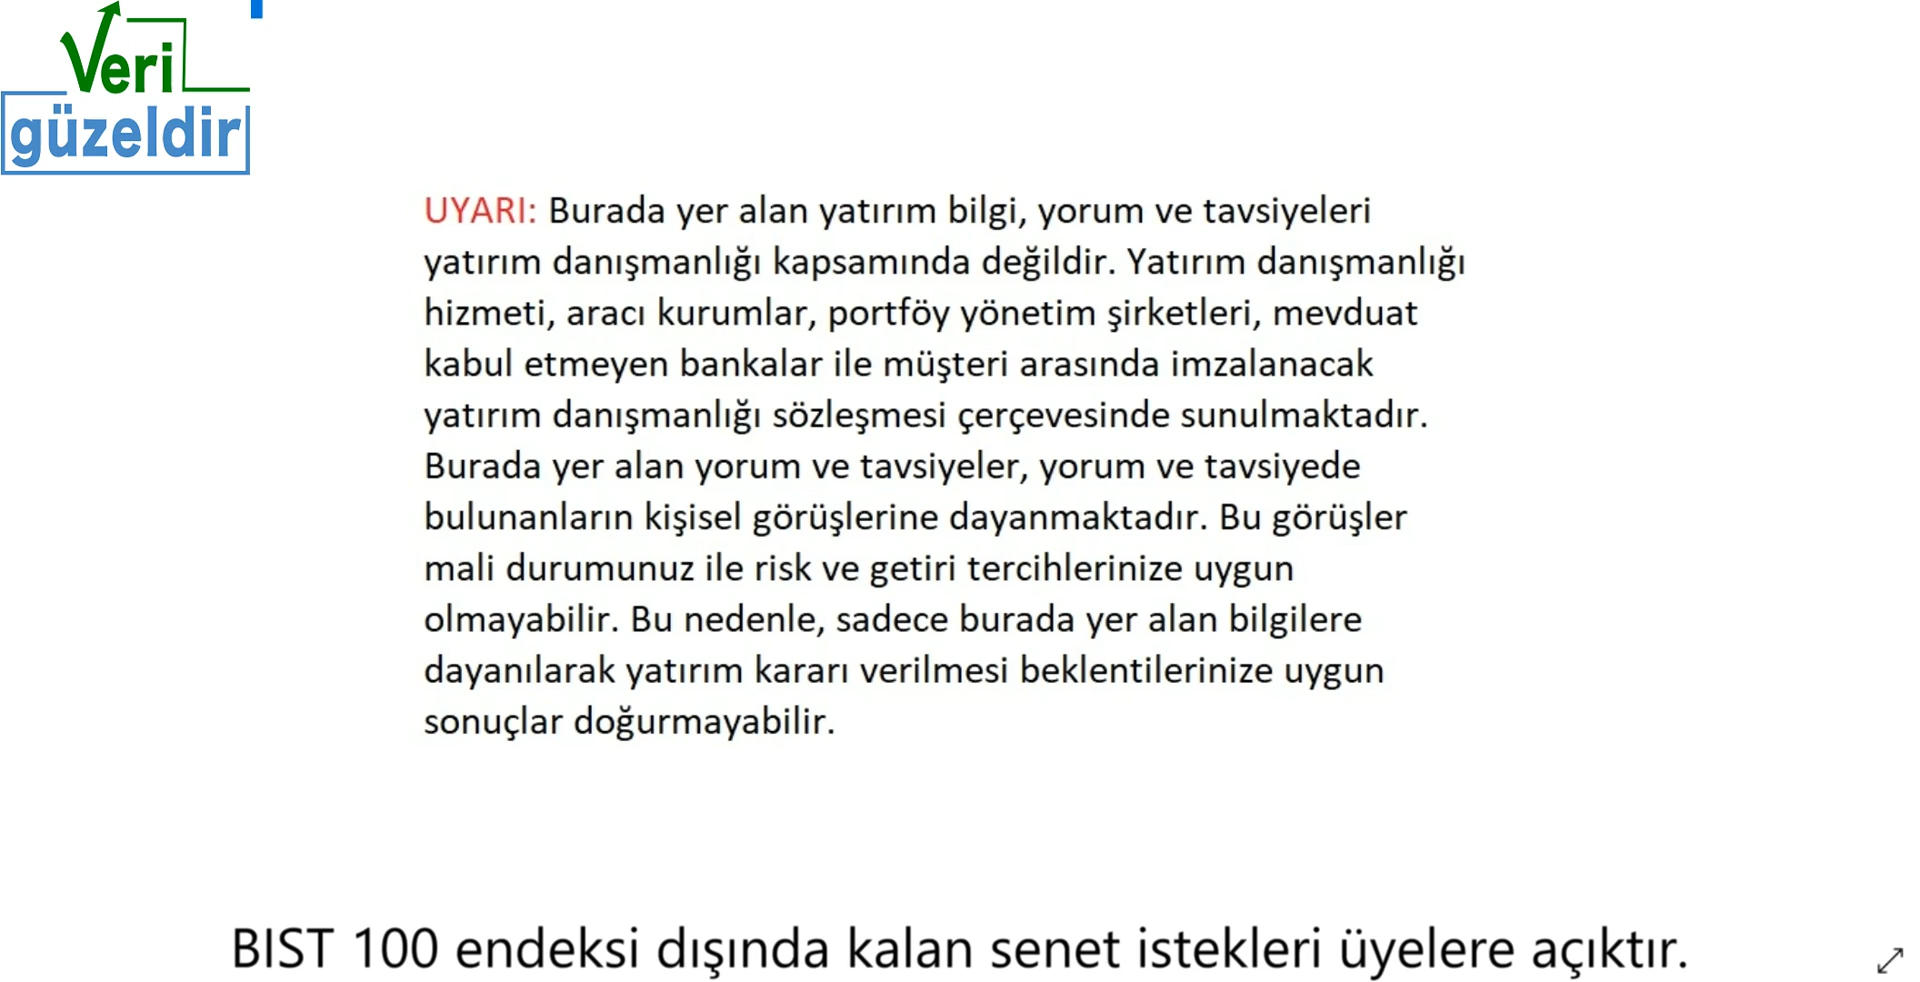 Veri
güzeldir
UYARI: Burada yer alan yatırım bilgi, yorum ve tavsiyeleri
yatırım danışmanlığı kapsamında değildir. Yatırım danışmanlığı
hizmeti, aracı kurumlar, portföy yönetim şirketleri, mevduat
kabul etmeyen bankalar ile müşteri arasında imzalanacak
yatırım danışmanlığı sözleşmesi çerçevesinde sunulmaktadır.
Burada yer alan yorum ve tavsiyeler, yorum ve tavsiyede
bulunanların kişisel görüşlerine dayanmaktadır. Bu görüşler
mali durumunuz ile risk ve getiri tercihlerinize uygun
olmayabilir. Bu nedenle, sadece burada yer alan bilgilere
dayanılarak yatırım kararı verilmesi beklentilerinize uygun
sonuçlar doğurmayabilir.
BIST 100 endeksi dışında kalan senet istekleri üyelere açıktır.